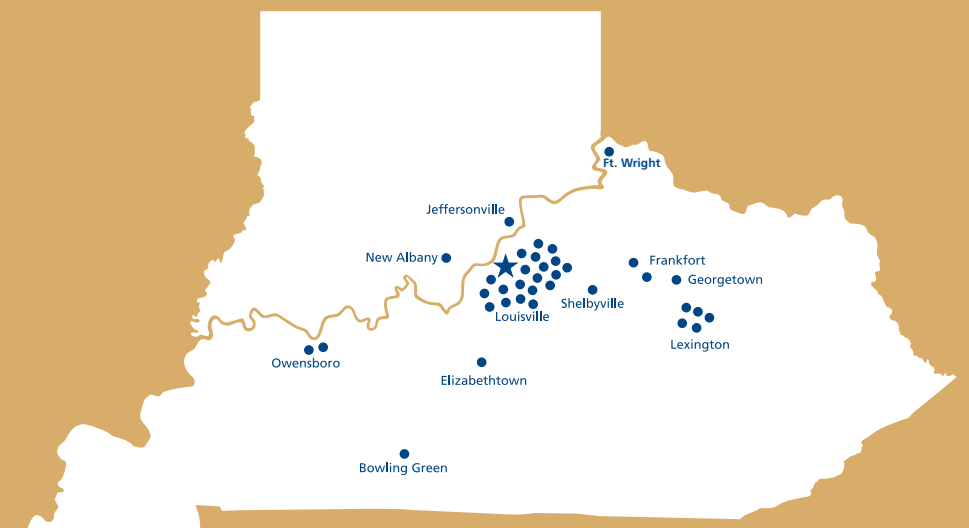 Ft. Wright
Jeffersonville
New Albany
Frankfort
Georgetown
Shelbyville
Louisville
Lexington
Owensboro
Elizabethtown
Bowling Green